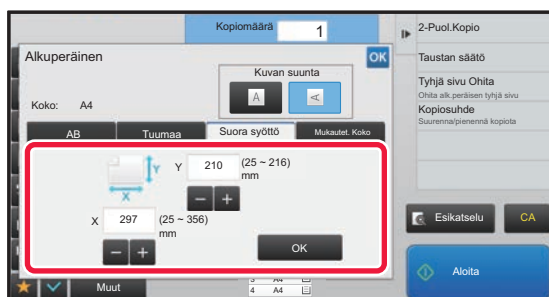 Kopiomäärä 1
2-Puol.Kopio
Alkuperäinen
OK
Taustan säätö
Kuvan suunta
A
A
Tyhjä sivu Ohita
Ohita alk.peräisen tyhjä sivu
Koko: A4
Kopiosuhde
Suurenna/pienennä kopiota
AB
Tuumaa
Suora syöttö
Mukautet. Koko
Y
X
Y 210 (25 ~ 216)
mm
X 297 (25 ~ 356)
mm
OK
Esikatselu
CA
Muut
4 A4
Aloita